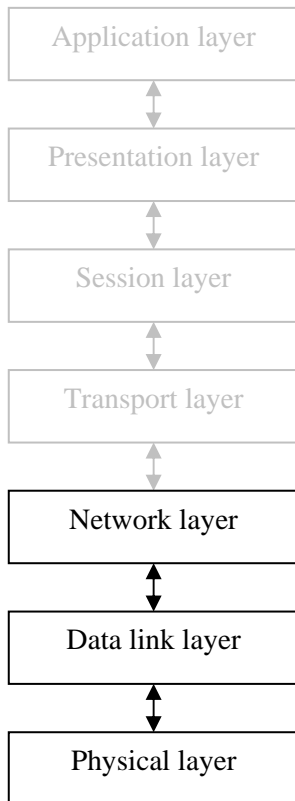 Application layer
Presentation layer
Session layer
Transport layer
Network layer
Data link layer
Physical layer